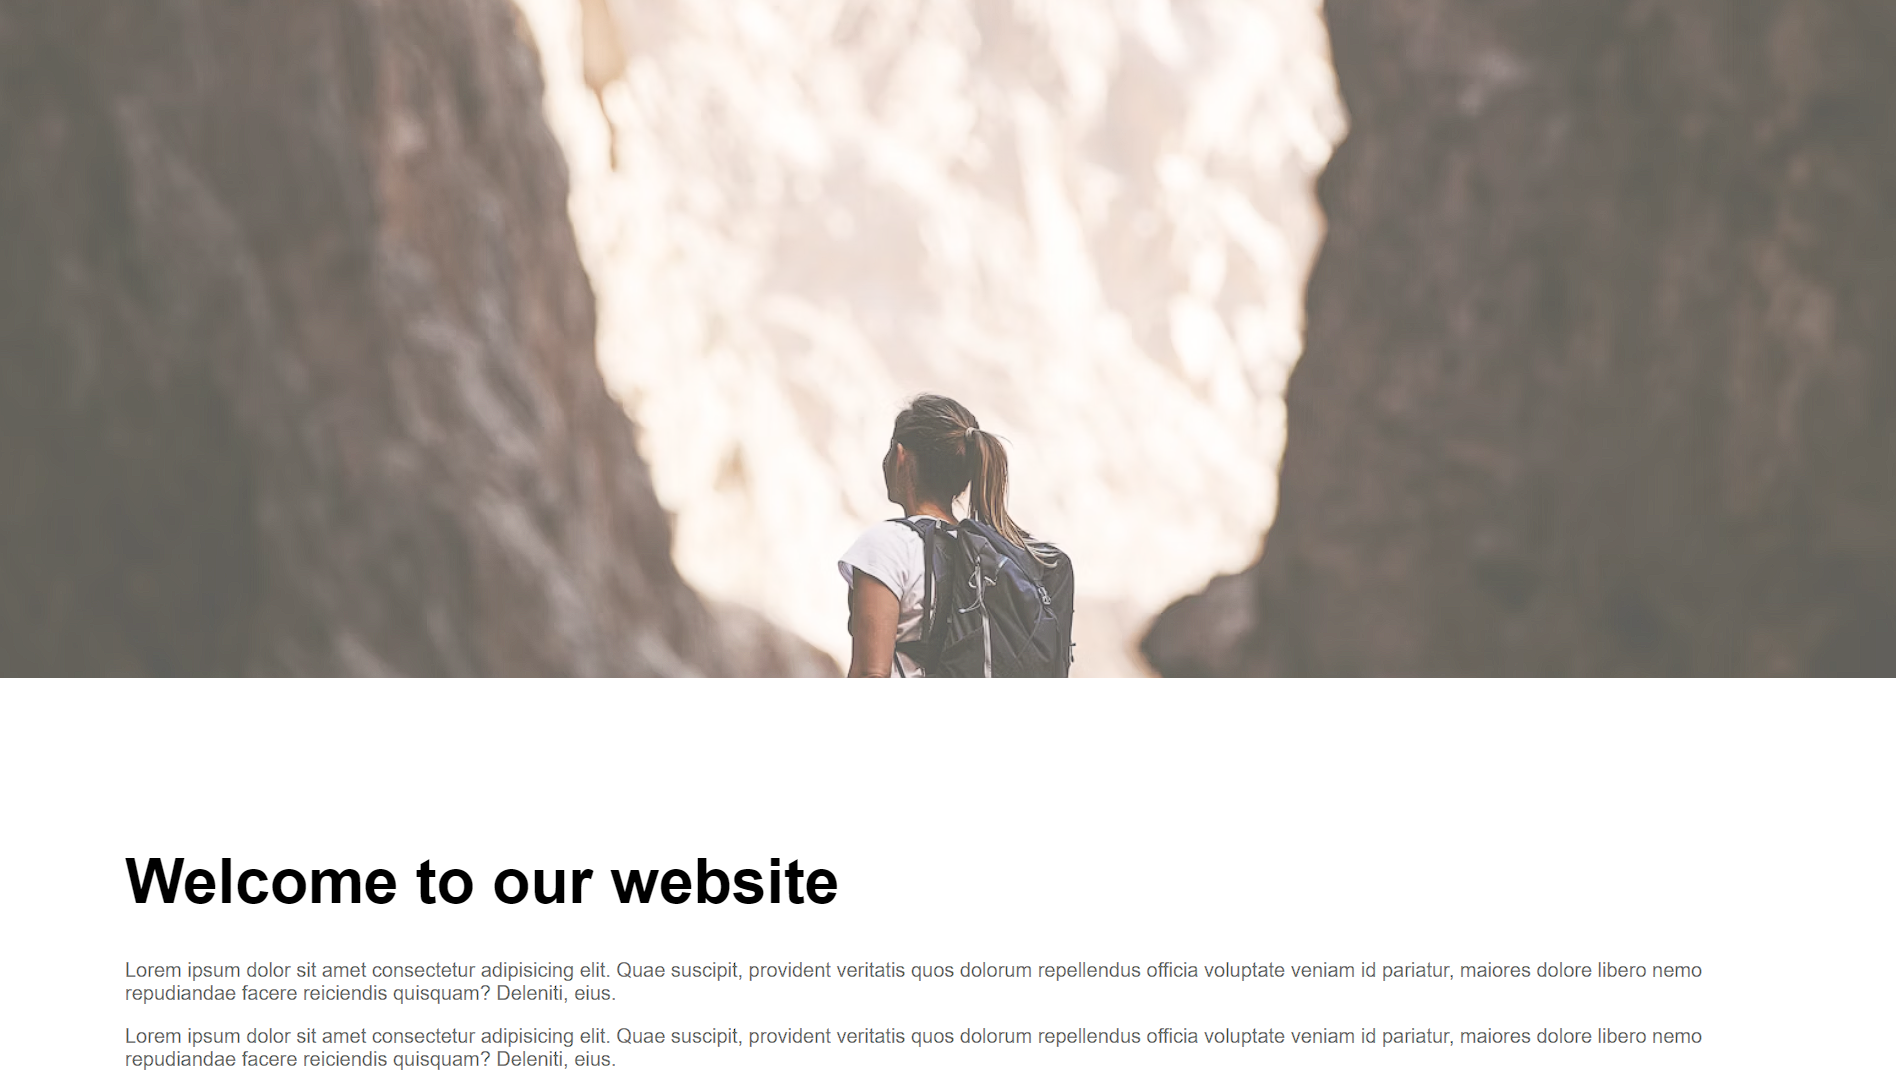 Welcome to our website
Lorem ipsum dolor sit amet consectetur adipisicing elit. Quae suscipit, provident veritatis quos dolorum repellendus officia voluptate veniam id pariatur, maiores dolore libero nemo
repudiandae facere reiciendis quisquam? Deleniti, eius.
Lorem ipsum dolor sit amet consectetur adipisicing elit. Quae suscipit, provident veritatis quos dolorum repellendus officia voluptate veniam id pariatur, maiores dolore libero nemo
repudiandae facere reiciendis quisquam? Deleniti, eius.